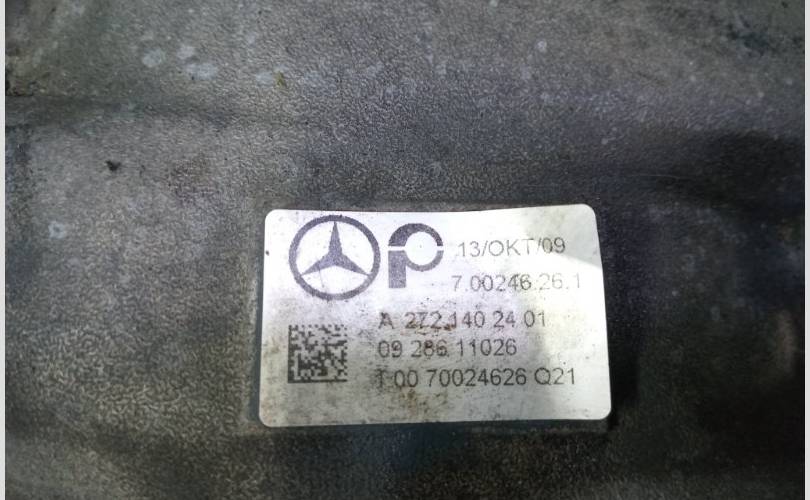 13/OKT/09
7.00246.26.1
A 272 140 24 01
09 286 11026
T 00 70024626 Q21